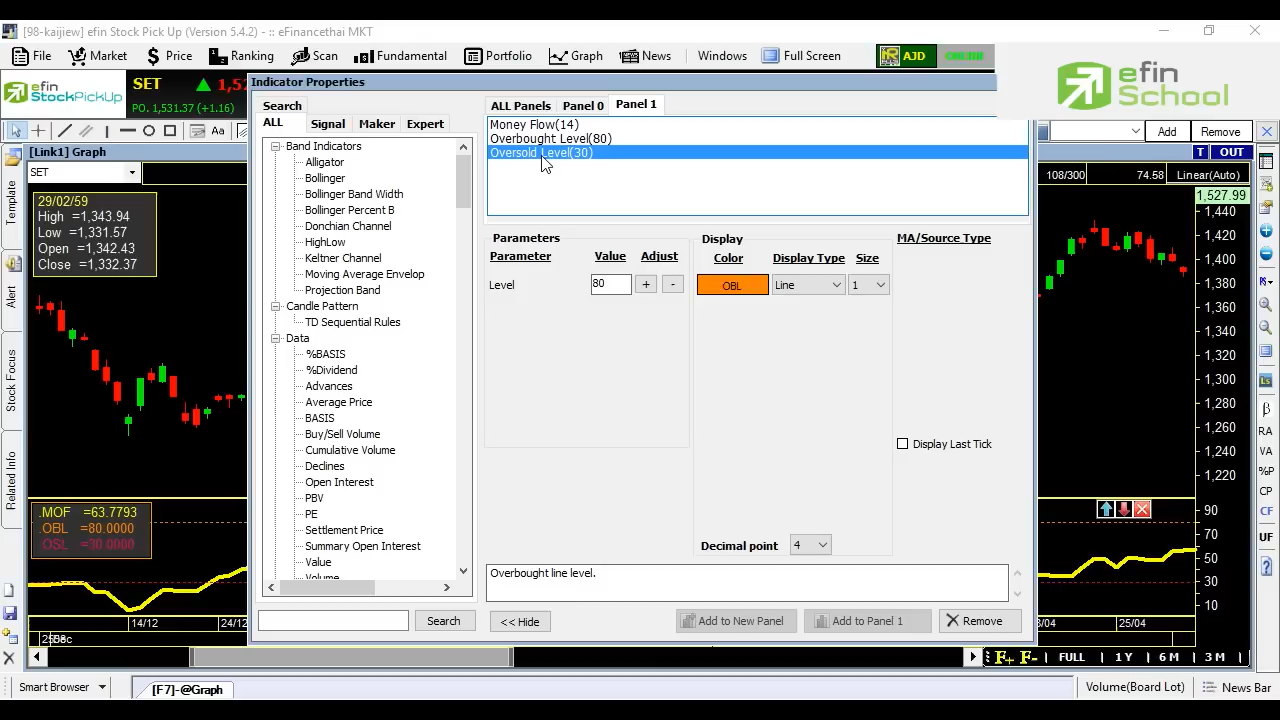 [98-kaijiew] efin Stock Pick Up (Version 5.4.2) - :: eFinancethai MKT
File Market $ Price Ranking Scan Fundamental Portfolio Graph News Windows Full Screen AJD ONLINE
efin School
efin StockPickUp
SET
PO. 1,531.37 (+1.16)
Indicator Properties
Search
ALL Signal Maker Expert
ALL Panels Panel 0 Panel 1
Add Remove
Aa
[Link1] Graph
T OUT
SET
108/300 74.58 Linear(Auto)
Template
Alert
Stock Focus
Related Info
29/02/59
High =1,343.94
Low =1,331.57
Open =1,342.43
Close =1,332.37
Band Indicators
Alligator
Bollinger
Bollinger Band Width
Bollinger Percent B
Donchian Channel
HighLow
Keltner Channel
Moving Average Envelop
Projection Band
Candle Pattern
TD Sequential Rules
Data
%BASIS
%Dividend
Advances
Average Price
BASIS
Buy/Sell Volume
Cumulative Volume
Declines
Open Interest
PBV
PE
Settlement Price
Summary Open Interest
Value
Volume
Money Flow(14)
Overbought Level(80)
Oversold Level(30)
Parameters
Parameter Value Adjust
Level 80 + -
Display
Color Display Type Size
OBL Line 1
MA/Source Type
Display Last Tick
Decimal point 4
Overbought line level.
Search << Hide Add to New Panel Add to Panel 1 Remove
1,527.99
1,440
1,420
1,400
1,380
1,360
1,340
1,320
1,300
1,280
1,260
1,240
1,220
Ls
β
RA
VA
%P
CP
CF
UF
.MOF =63.7793
.OBL =80.0000
OSL =30.0000
90
70
50
30
10
14/12 24/12 /04 25/04
F+ F- FULL 1 Y 6 M 3 M
Smart Browser [F7]-@Graph Volume(Board Lot) News Bar